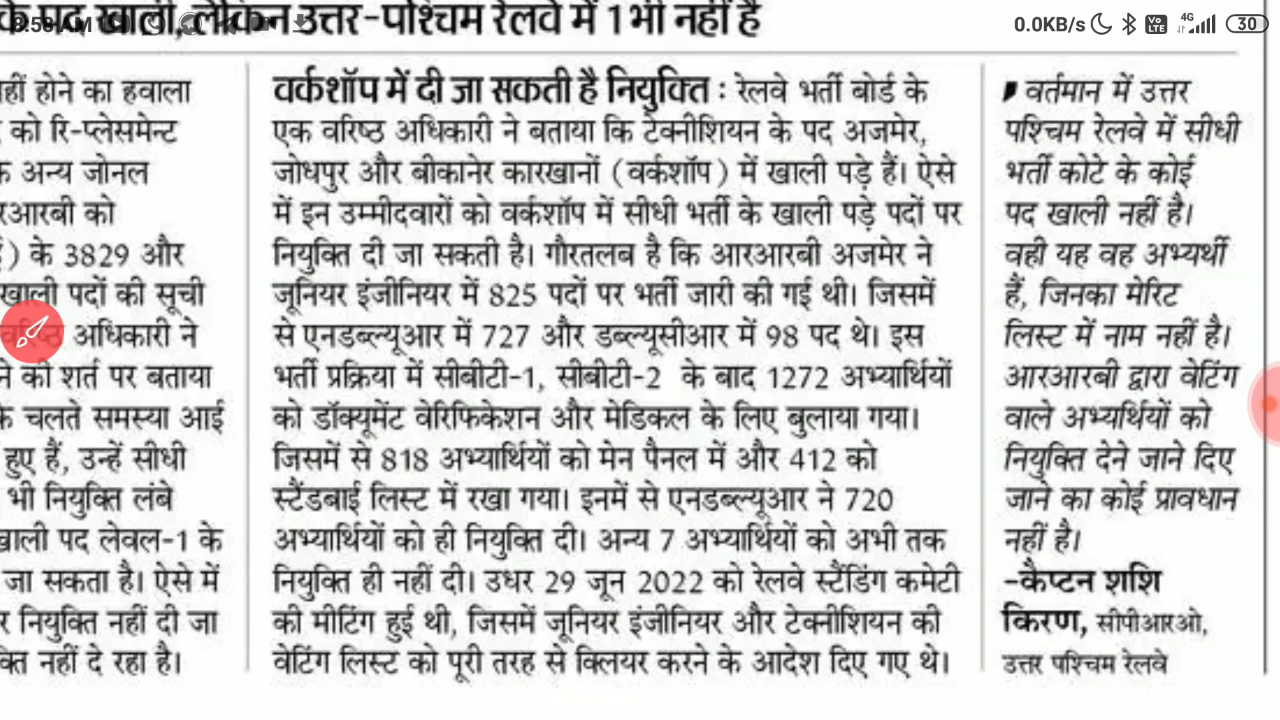 के पद खाली, लेकिन उत्तर-पश्चिम रेलवे में 1 भी नहीं है
0.0KB/s
4G
30
हीं होने का हवाला
को रि-प्लेसमेन्ट
अन्य जोनल
रआरबी को
) के 3829 और
खाली पदों की सूची
अधिकारी ने
ने की शर्त पर बताया
के चलते समस्या आई
हुए हैं, उन्हें सीधी
भी नियुक्ति लंबे
खाली पद लेवल-1 के
जा सकता है। ऐसे में
र नियुक्ति नहीं दी जा
क्त नहीं दे रहा है।
वर्कशॉप में दी जा सकती है नियुक्ति : रेलवे भर्ती बोर्ड के
एक वरिष्ठ अधिकारी ने बताया कि टेक्नीशियन के पद अजमेर,
जोधपुर और बीकानेर कारखानों (वर्कशॉप) में खाली पड़े हैं। ऐसे
में इन उम्मीदवारों को वर्कशॉप में सीधी भर्ती के खाली पड़े पदों पर
नियुक्ति दी जा सकती है। गौरतलब है कि आरआरबी अजमेर ने
जूनियर इंजीनियर में 825 पदों पर भर्ती जारी की गई थी। जिसमें
से एनडब्ल्यूआर में 727 और डब्ल्यूसीआर में 98 पद थे। इस
भर्ती प्रक्रिया में सीबीटी-1, सीबीटी-2 के बाद 1272 अभ्यार्थियों
को डॉक्यूमेंट वेरिफिकेशन और मेडिकल के लिए बुलाया गया।
जिसमें से 818 अभ्यार्थियों को मेन पैनल में और 412 को
स्टैंडबाई लिस्ट में रखा गया। इनमें से एनडब्ल्यूआर ने 720
अभ्यार्थियों को ही नियुक्ति दी। अन्य 7 अभ्यार्थियों को अभी तक
नियुक्ति ही नहीं दी। उधर 29 जून 2022 को रेलवे स्टैंडिंग कमेटी
की मीटिंग हुई थी, जिसमें जूनियर इंजीनियर और टेक्नीशियन की
वेटिंग लिस्ट को पूरी तरह से क्लियर करने के आदेश दिए गए थे।
वर्तमान में उत्तर
पश्चिम रेलवे में सीधी
भर्ती कोटे के कोई
पद खाली नहीं है।
वही यह वह अभ्यर्थी
हैं, जिनका मेरिट
लिस्ट में नाम नहीं है।
आरआरबी द्वारा वेटिंग
वाले अभ्यर्थियों को
नियुक्ति देने जाने दिए
जाने का कोई प्रावधान
नहीं है।
-कैप्टन शशि
किरण, सीपीआरओ,
उत्तर पश्चिम रेलवे